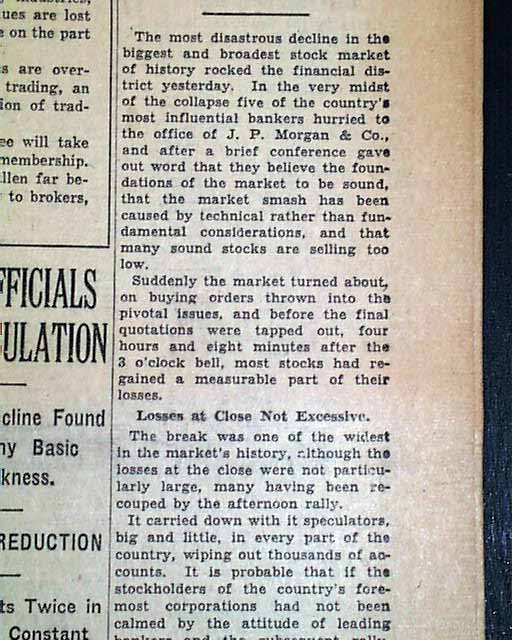 ues are lost
e on the part
s are over-
trading, an
ion of trad-
ee will take
membership.
llen far be-
to brokers,
FFICIALS
ULATION
cline Found
ny Basic
kness.
REDUCTION
ts Twice in
Constant
The most disastrous decline in the
biggest and broadest stock market
of history rocked the financial dis-
trict yesterday. In the very midst
of the collapse five of the country's
most influential bankers hurried to
the office of J. P. Morgan & Co.,
and after a brief conference gave
out word that they believe the foun-
dations of the market to be sound,
that the market smash has been
caused by technical rather than fun-
damental considerations, and that
many sound stocks are selling too
low.
Suddenly the market turned about,
on buying orders thrown into the
pivotal issues, and before the final
quotations were tapped out, four
hours and eight minutes after the
3 o'clock bell, most stocks had re-
gained a measurable part of their
losses.
Losses at Close Not Excessive.
The break was one of the widest
in the market's history, although the
losses at the close were not particu-
larly large, many having been re-
couped by the afternoon rally.
It carried down with it speculators,
big and little, in every part of the
country, wiping out thousands of ac-
counts. It is probable that if the
stockholders of the country's fore-
most corporations had not been
calmed by the attitude of leading
bankers and the subsequent rally,